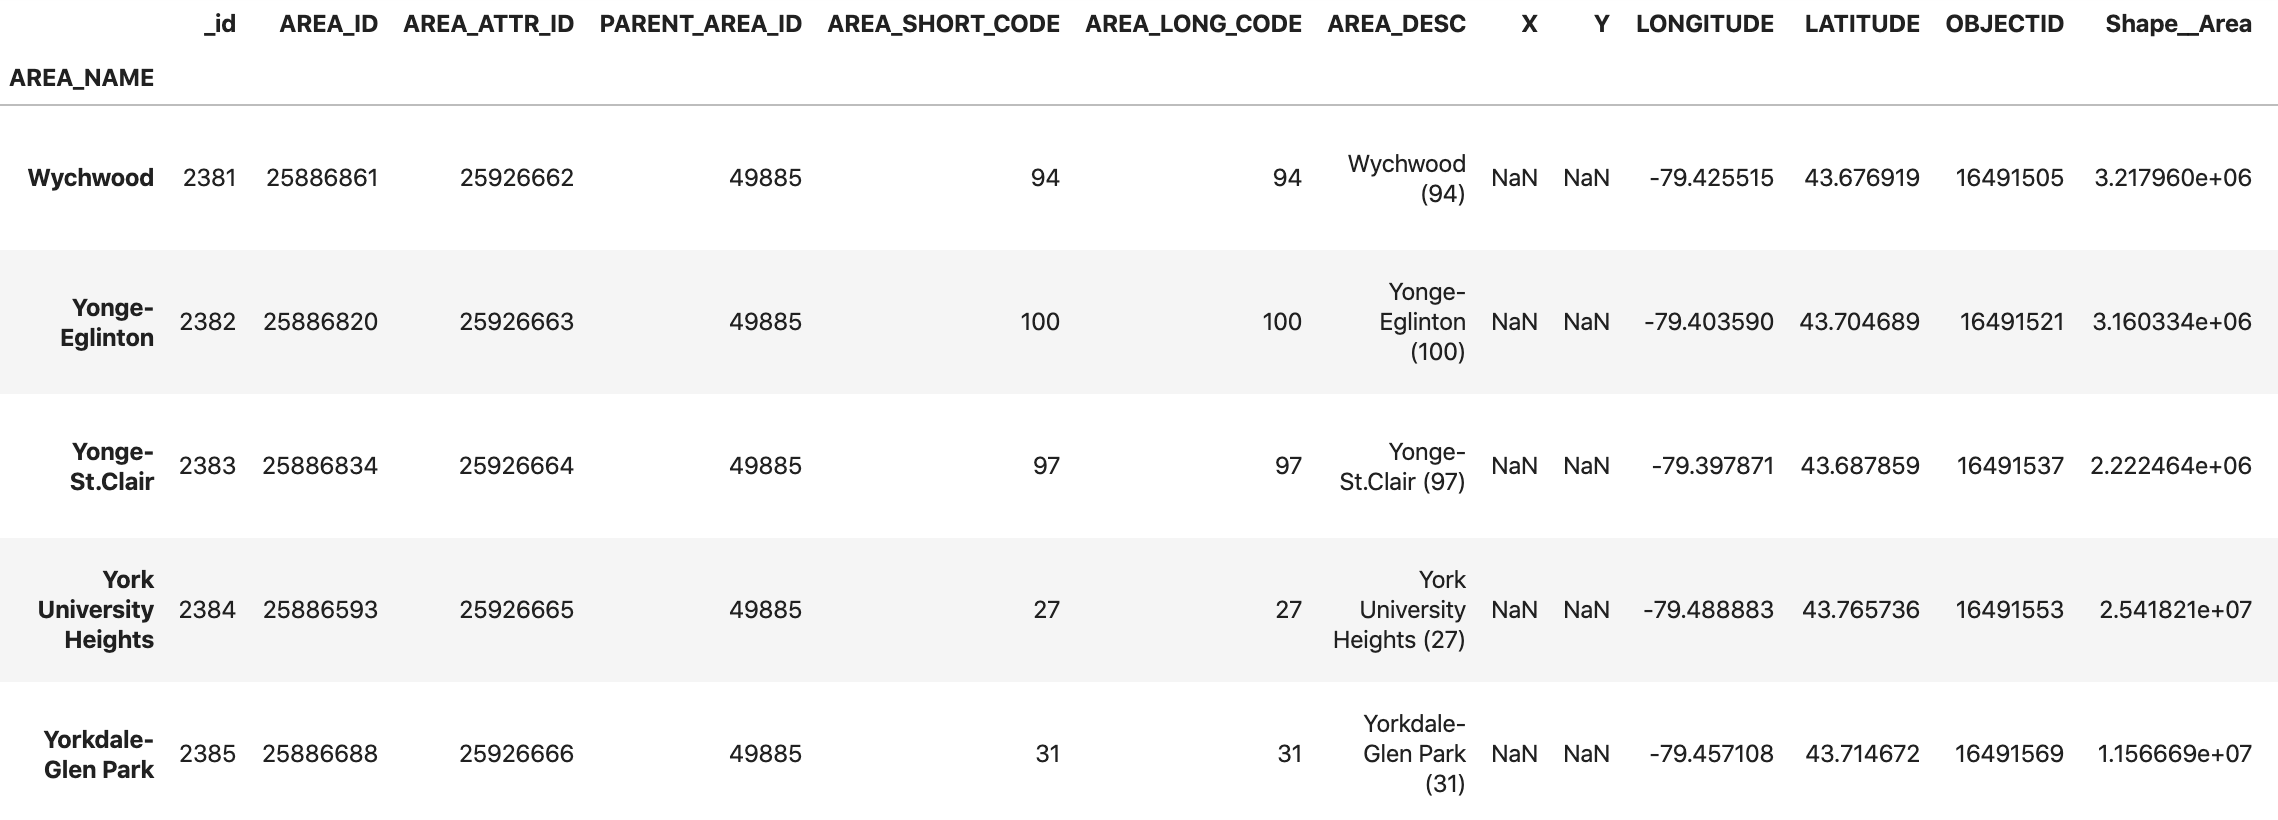 _id AREA_ID AREA_ATTR_ID PARENT_AREA_ID AREA_SHORT_CODE AREA_LONG_CODE AREA_DESC X Y LONGITUDE LATITUDE OBJECTID Shape__Area
AREA_NAME
Wychwood 2381 25886861 25926662 49885 94 94 Wychwood (94) NaN NaN -79.425515 43.676919 16491505 3.217960e+06
Yonge-Eglinton 2382 25886820 25926663 49885 100 100 Yonge-Eglinton (100) NaN NaN -79.403590 43.704689 16491521 3.160334e+06
Yonge-St.Clair 2383 25886834 25926664 49885 97 97 Yonge-St.Clair (97) NaN NaN -79.397871 43.687859 16491537 2.222464e+06
York University Heights 2384 25886593 25926665 49885 27 27 York University Heights (27) NaN NaN -79.488883 43.765736 16491553 2.541821e+07
Yorkdale-Glen Park 2385 25886688 25926666 49885 31 31 Yorkdale-Glen Park (31) NaN NaN -79.457108 43.714672 16491569 1.156669e+07